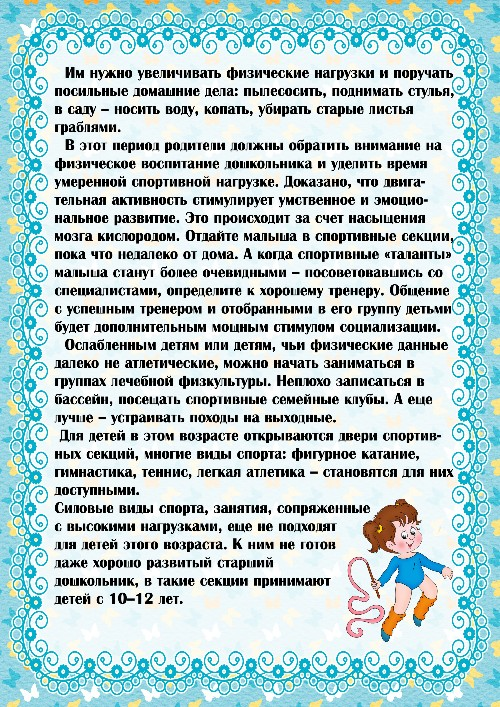 Им нужно увеличивать физические нагрузки и поручать
посильные домашние дела: пылесосить, поднимать стулья,
в саду – носить воду, копать, убирать старые листья
граблями.
В этот период родители должны обратить внимание на
физическое воспитание дошкольника и уделить время
умеренной спортивной нагрузке. Доказано, что двига-
тельная активность стимулирует умственное и эмоцио-
нальное развитие. Это происходит за счет насыщения
мозга кислородом. Отдайте малыша в спортивные секции,
пока что недалеко от дома. А когда спортивные «таланты»
малыша станут более очевидными – посоветовавшись со
специалистами, определите к хорошему тренеру. Общение
с успешным тренером и отобранными в его группу детьми
будет дополнительным мощным стимулом социализации.
Ослабленным детям или детям, чьи физические данные
далеко не атлетические, можно начать заниматься в
группах лечебной физкультуры. Неплохо записаться в
бассейн, посещать спортивные семейные клубы. А еще
лучше – устраивать походы на выходные.
Для детей в этом возрасте открываются двери спортив-
ных секций, многие виды спорта: фигурное катание,
гимнастика, теннис, легкая атлетика – становятся для них
доступными.
Силовые виды спорта, занятия, сопряженные
с высокими нагрузками, еще не подходят
для детей этого возраста. К ним не готов
даже хорошо развитый старший
дошкольник, в такие секции принимают
детей с 10–12 лет.